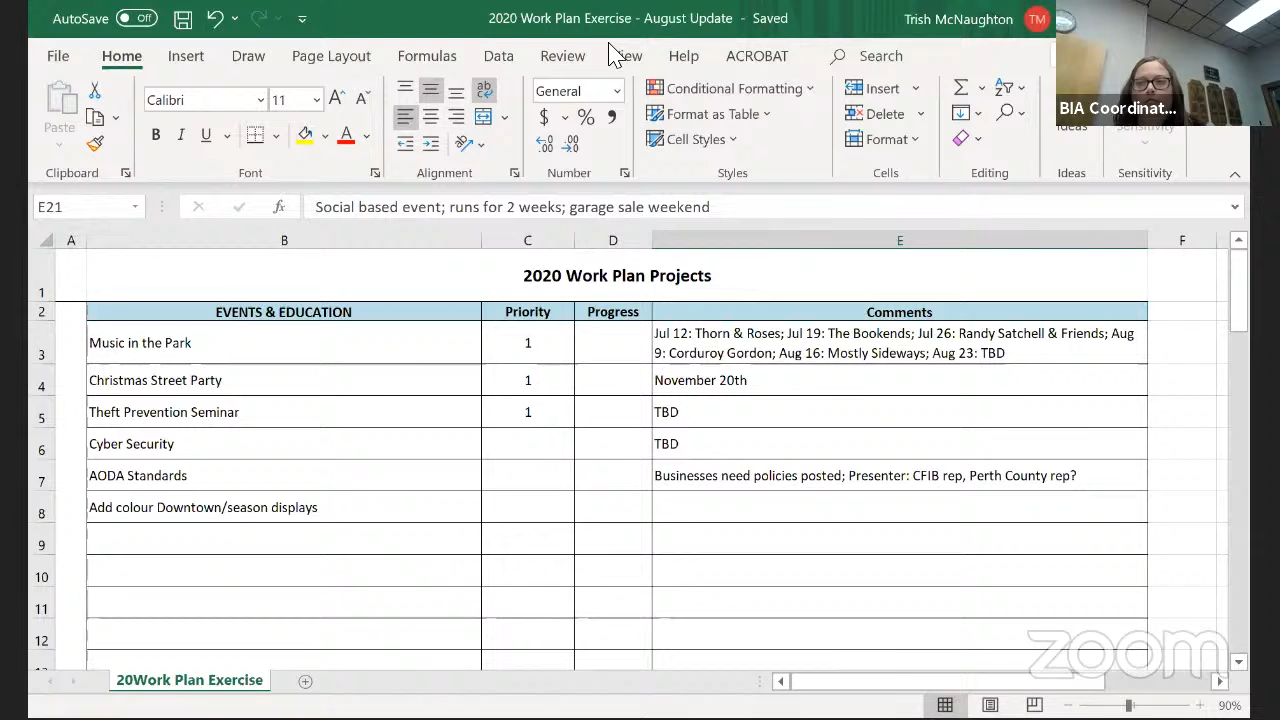 AutoSave Off 2020 Work Plan Exercise - August Update - Saved Trish McNaughton TM
File Home Insert Draw Page Layout Formulas Data Review View Help ACROBAT Search
Paste Calibri 11 A A ab General Conditional Formatting Insert BIA Coordinat...
B I U A $ % Format as Table Delete Ideas Sensitivity
Cell Styles Format
Clipboard Font Alignment Number Styles Cells Editing Ideas Sensitivity
E21 fx Social based event; runs for 2 weeks; garage sale weekend
A B C D E F
1 2020 Work Plan Projects
2 EVENTS & EDUCATION Priority Progress Comments
3 Music in the Park 1 Jul 12: Thorn & Roses; Jul 19: The Bookends; Jul 26: Randy Satchell & Friends; Aug
9: Corduroy Gordon; Aug 16: Mostly Sideways; Aug 23: TBD
4 Christmas Street Party 1 November 20th
5 Theft Prevention Seminar 1 TBD
6 Cyber Security TBD
7 AODA Standards Businesses need policies posted; Presenter: CFIB rep, Perth County rep?
8 Add colour Downtown/season displays
9
10
11
12
zoom
20Work Plan Exercise
90%